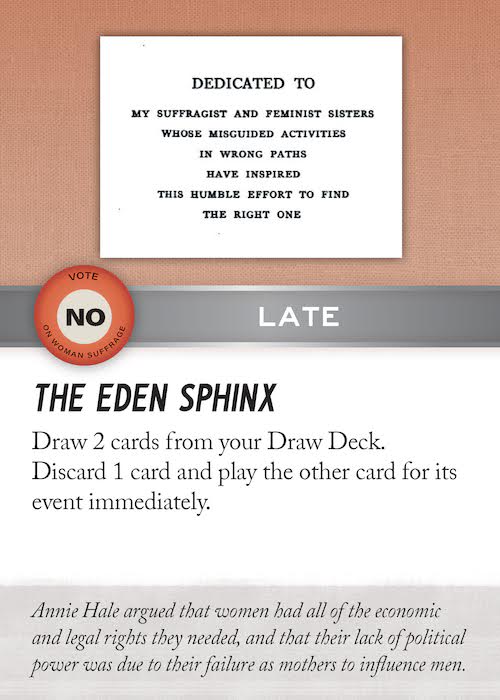 DEDICATED TO
MY SUFFRAGIST AND FEMINIST SISTERS
WHOSE MISGUIDED ACTIVITIES
IN WRONG PATHS
HAVE INSPIRED
THIS HUMBLE EFFORT TO FIND
THE RIGHT ONE
VOTE
NO
ON WOMAN SUFFRAGE
LATE
THE EDEN SPHINX
Draw 2 cards from your Draw Deck.
Discard 1 card and play the other card for its
event immediately.
Annie Hale argued that women had all of the economic
and legal rights they needed, and that their lack of political
power was due to their failure as mothers to influence men.